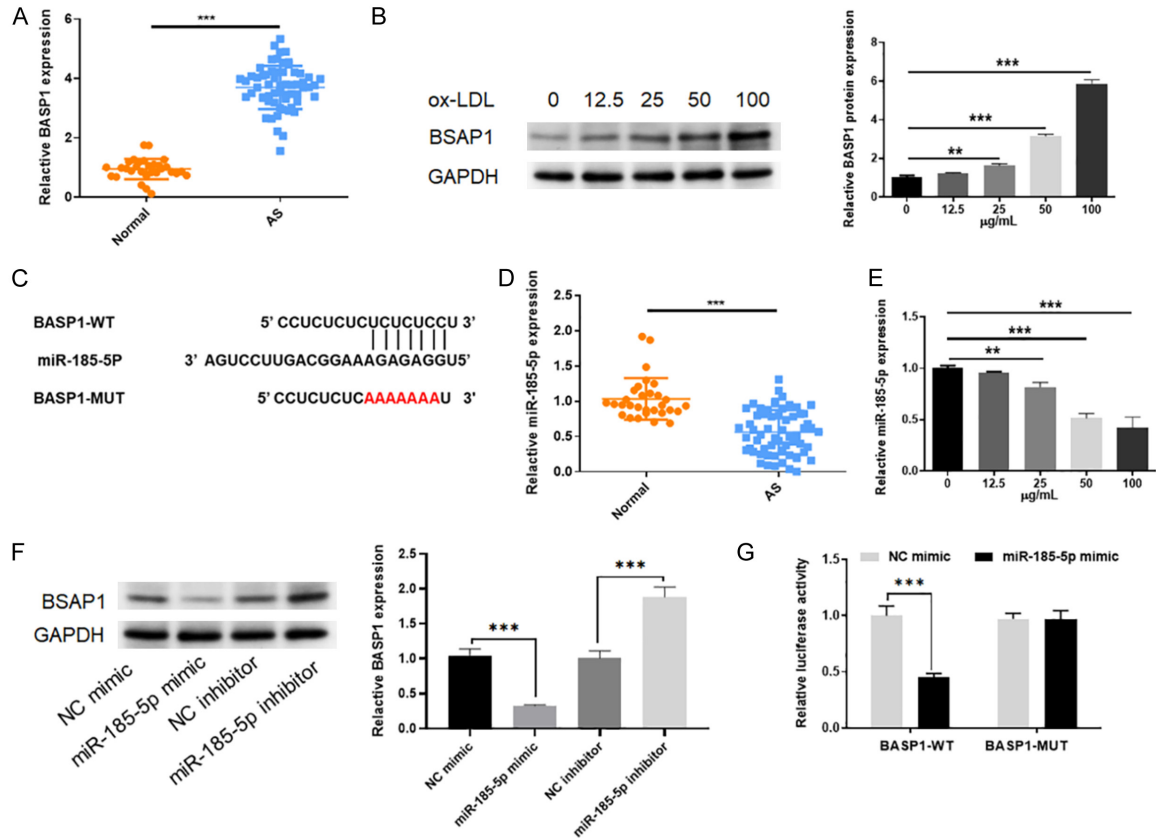 A
Relactive BASP1 expression
6
4
2
0
***
Normal
AS
B
ox-LDL 0 12.5 25 50 100
BSAP1
GAPDH
Relactive BASP1 protein expression
8
6
4
2
0
***
***
**
0 12.5 25 50 100
μg/mL
C
BASP1-WT 5’ CCUCUCUCUCUCUCCU 3’
miR-185-5P 3’ AGUCCUUGACGGAAAGAGAGGU5’
BASP1-MUT 5’CCUCUCUCAAAAAAAU 3’
D
Relactive miR-185-5p expression
2.5
2.0
1.5
1.0
0.5
0.0
***
Normal
AS
E
Relactive miR-185-5p expression
1.5
1.0
0.5
0.0
***
***
**
0 12.5 25 50 100
μg/mL
F
BSAP1
GAPDH
NC mimic
miR-185-5p mimic
NC inhibitor
miR-185-5p inhibitor
Relactive BASP1 expression
2.5
2.0
1.5
1.0
0.5
0.0
***
***
NC mimic
miR-185-5p mimic
NC inhibitor
miR-185-5p inhibitor
G
NC mimic miR-185-5p mimic
Relative luciferase activity
1.5
1.0
0.5
0.0
***
BASP1-WT BASP1-MUT